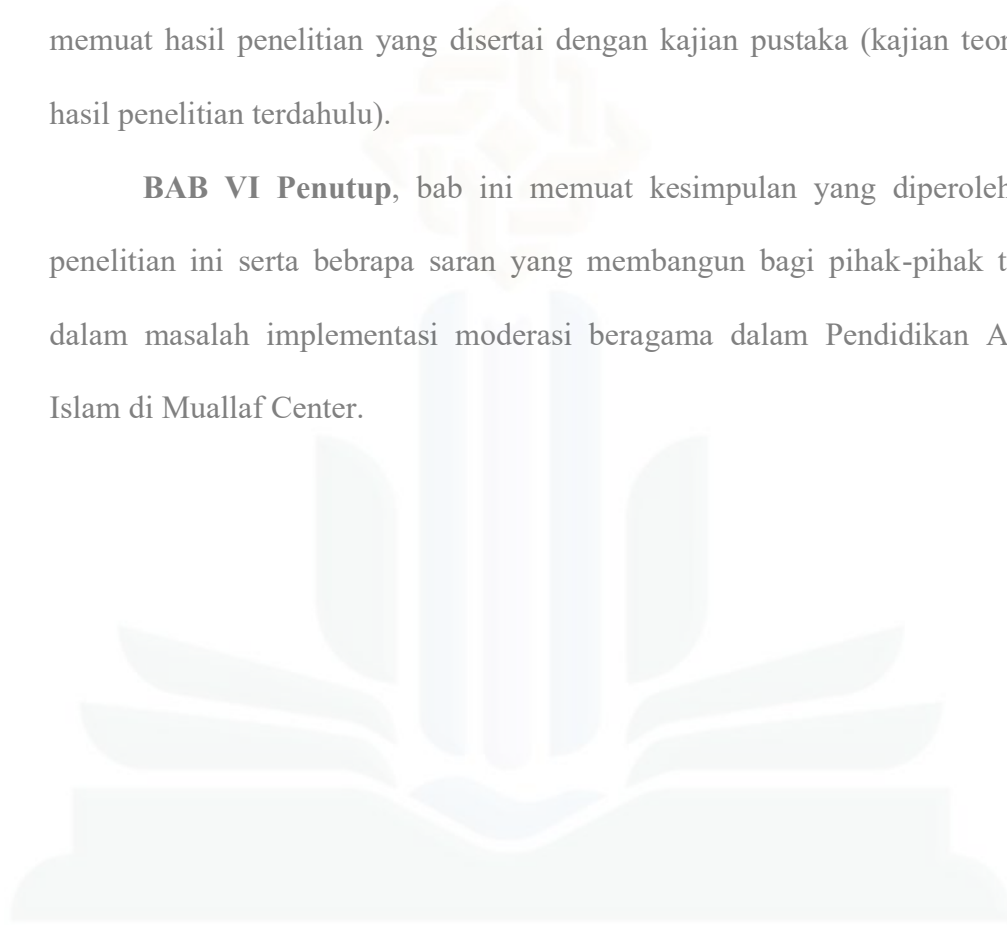 memuat hasil penelitian yang disertai dengan kajian pustaka (kajian
hasil penelitian terdahulu).
BAB VI Penutup, bab ini memuat kesimpulan yang diperoleh
penelitian ini serta bebrapa saran yang membangun bagi pihak-pihak
dalam masalah implementasi moderasi beragama dalam Pendidikan
Islam di Muallaf Center.